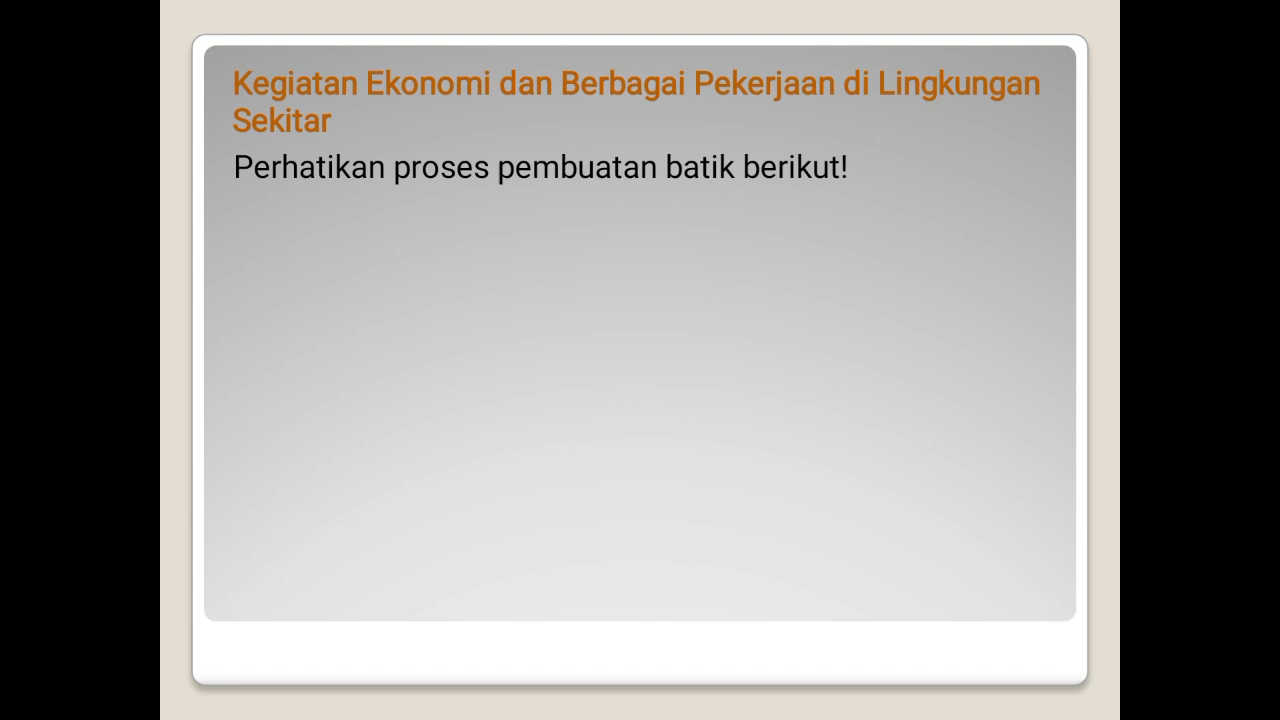 Kegiatan Ekonomi dan Berbagai Pekerjaan di Lingkungan
Sekitar
Perhatikan proses pembuatan batik berikut!